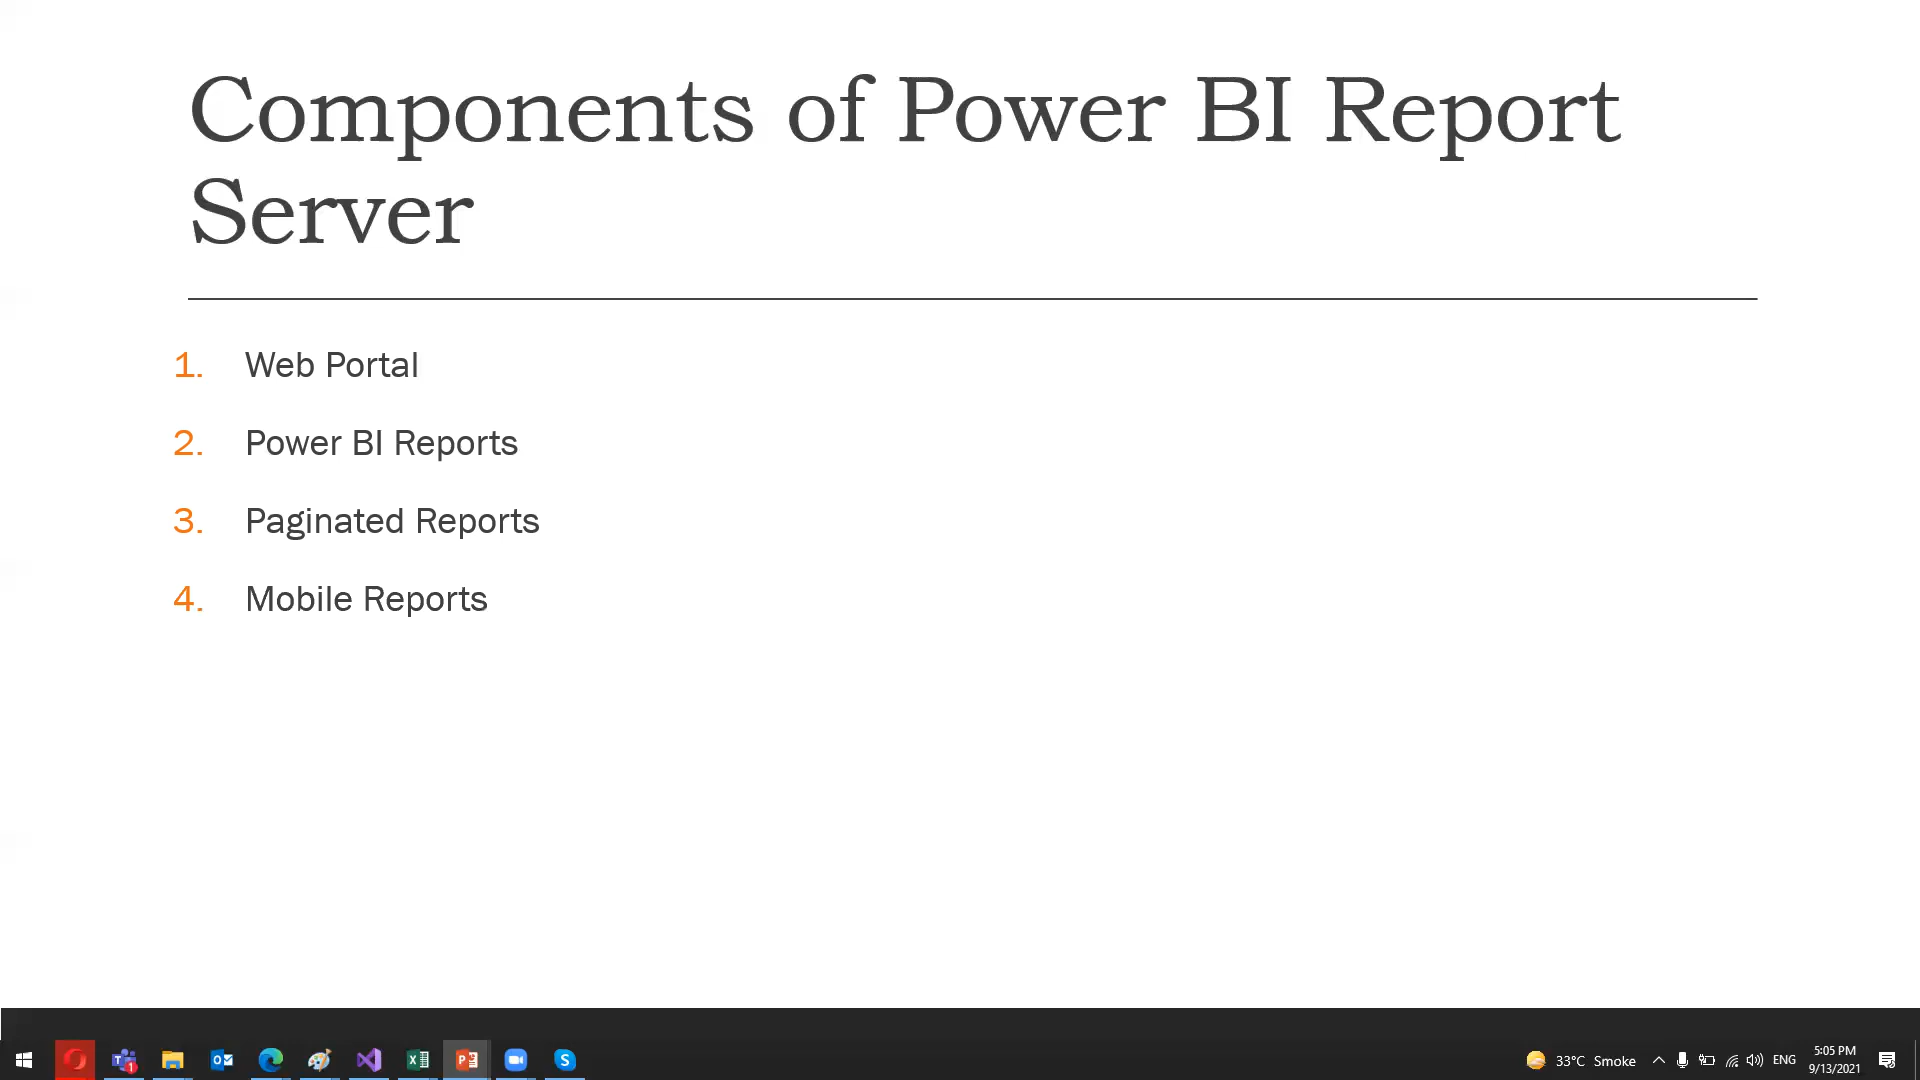 Components of Power BI Report
Server
1. Web Portal
2. Power BI Reports
3. Paginated Reports
4. Mobile Reports
33°C Smoke
ENG
5:05 PM
9/13/2021